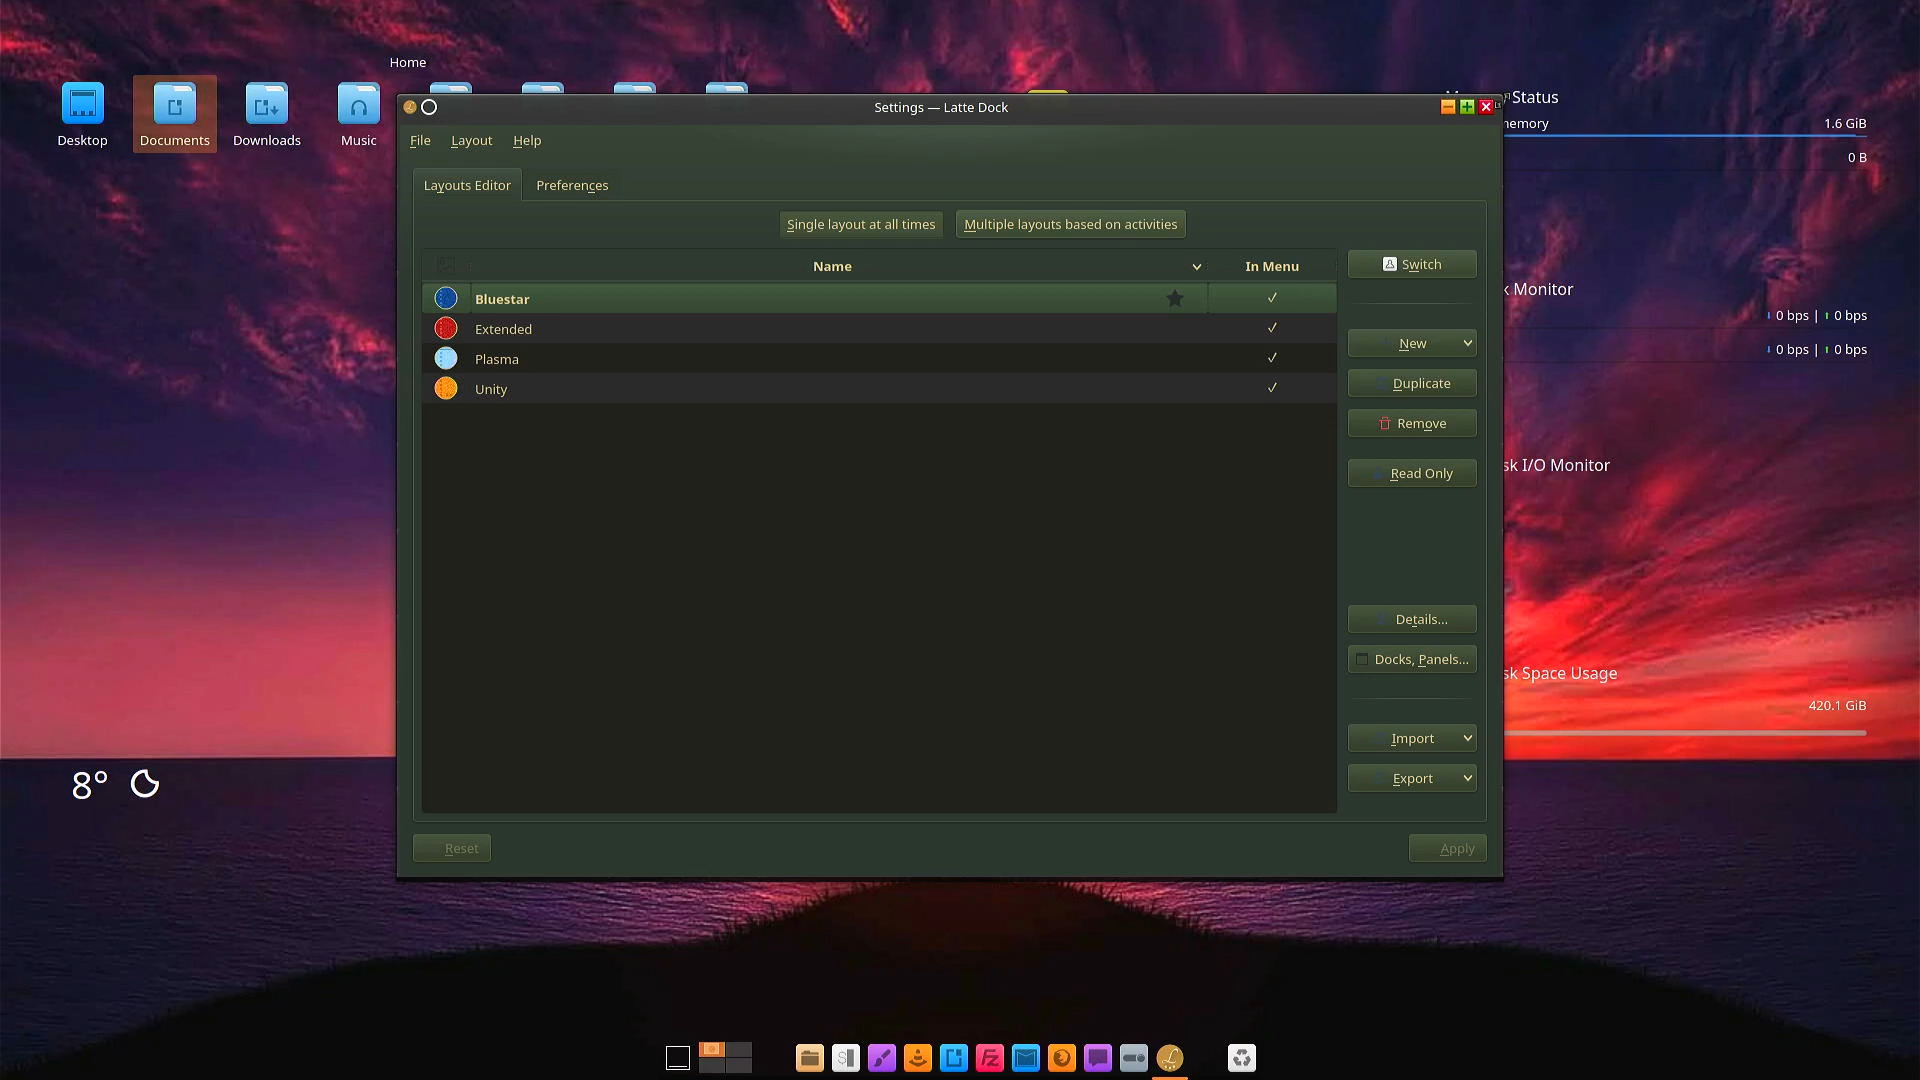 Home
Desktop
Documents
Downloads
Music
Settings — Latte Dock
File Layout Help
Layouts Editor Preferences
Single layout at all times Multiple layouts based on activities
Name In Menu
Bluestar ✓
Extended ✓
Plasma ✓
Unity ✓
Switch
New
Duplicate
Remove
Read Only
Details...
Docks, Panels...
Import
Export
Reset Apply
Status
1.6 GiB
0 B
Monitor
0 bps | 0 bps
0 bps | 0 bps
I/O Monitor
Space Usage
420.1 GiB
8°